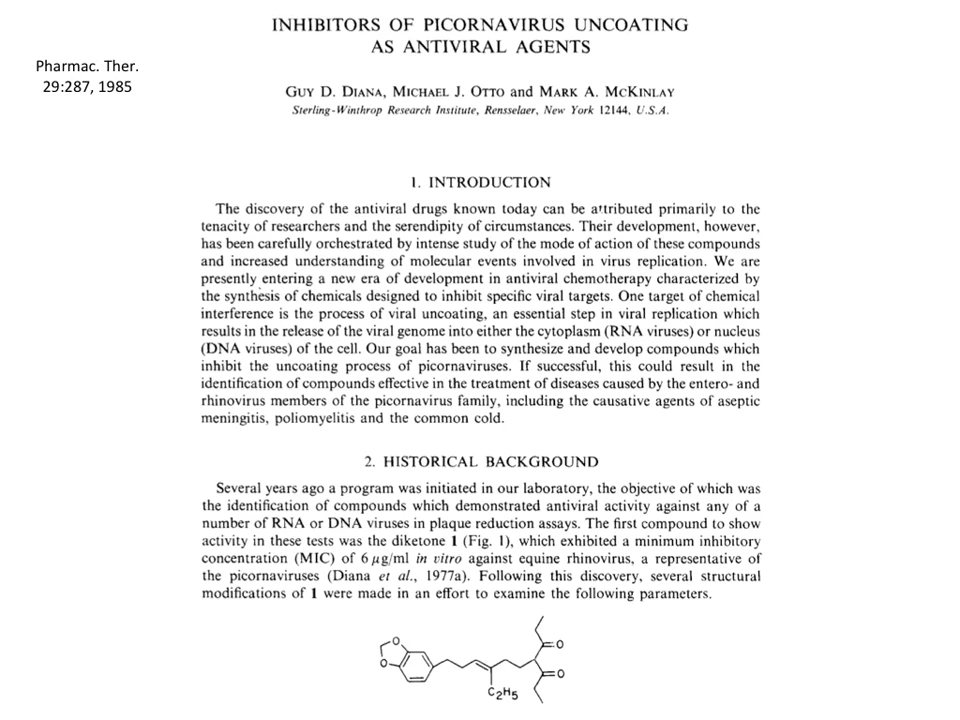 INHIBITORS OF PICORNAVIRUS UNCOATING
AS ANTIVIRAL AGENTS
Pharmac. Ther.
29:287, 1985
GUY D. DIANA, MICHAEL J. OTTO and MARK A. MCKINLAY
Sterling-Winthrop Research Institute, Rensselaer, New York 12144, U.S.A.
1. INTRODUCTION
The discovery of the antiviral drugs known today can be attributed primarily to the
tenacity of researchers and the serendipity of circumstances. Their development, however,
has been carefully orchestrated by intense study of the mode of action of these compounds
and increased understanding of molecular events involved in virus replication. We are
presently entering a new era of development in antiviral chemotherapy characterized by
the synthesis of chemicals designed to inhibit specific viral targets. One target of chemical
interference is the process of viral uncoating, an essential step in viral replication which
results in the release of the viral genome into either the cytoplasm (RNA viruses) or nucleus
(DNA viruses) of the cell. Our goal has been to synthesize and develop compounds which
inhibit the uncoating process of picornaviruses. If successful, this could result in the
identification of compounds effective in the treatment of diseases caused by the entero- and
rhinovirus members of the picornavirus family, including the causative agents of aseptic
meningitis, poliomyelitis and the common cold.
2. HISTORICAL BACKGROUND
Several years ago a program was initiated in our laboratory, the objective of which was
the identification of compounds which demonstrated antiviral activity against any of a
number of RNA or DNA viruses in plaque reduction assays. The first compound to show
activity in these tests was the diketone 1 (Fig. 1), which exhibited a minimum inhibitory
concentration (MIC) of 6 μg/ml in vitro against equine rhinovirus, a representative of
the picornaviruses (Diana et al., 1977a). Following this discovery, several structural
modifications of 1 were made in an effort to examine the following parameters.
O
O
O
O
C₂H₅